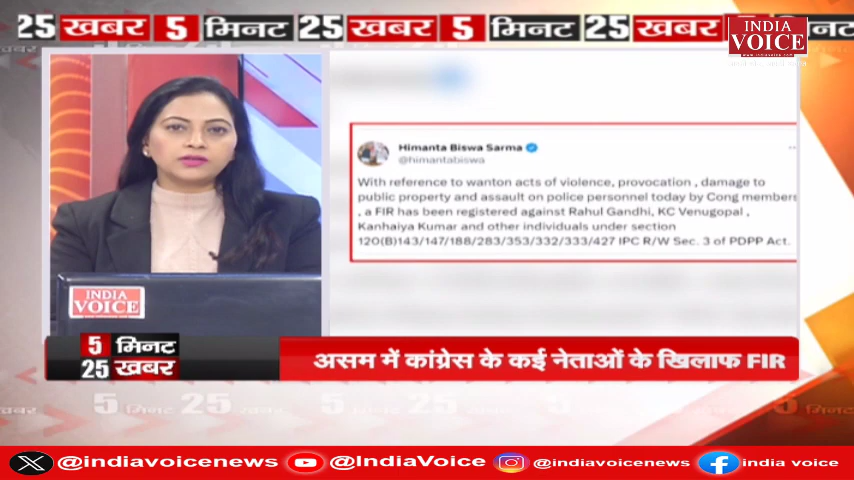 25 खबर 5 मिनट 25 खबर 5 मिनट 25 खबर
INDIA
VOICE
Himanta Biswa Sarma
@himantabiswa
With reference to wanton acts of violence, provocation , damage to
public property and assault on police personnel today by Cong members
, a FIR has been registered against Rahul Gandhi, KC Venugopal ,
Kanhaiya Kumar and other individuals under section
120(B)143/147/188/283/353/332/333/427 IPC R/W Sec. 3 of PDPP Act.
INDIA
VOICE
5 मिनट
25 खबर
असम में कांग्रेस के कई नेताओं के खिलाफ FIR
5 मिनट 25 खबर
@indiavoicenews @IndiaVoice @indiavoicenews india voice